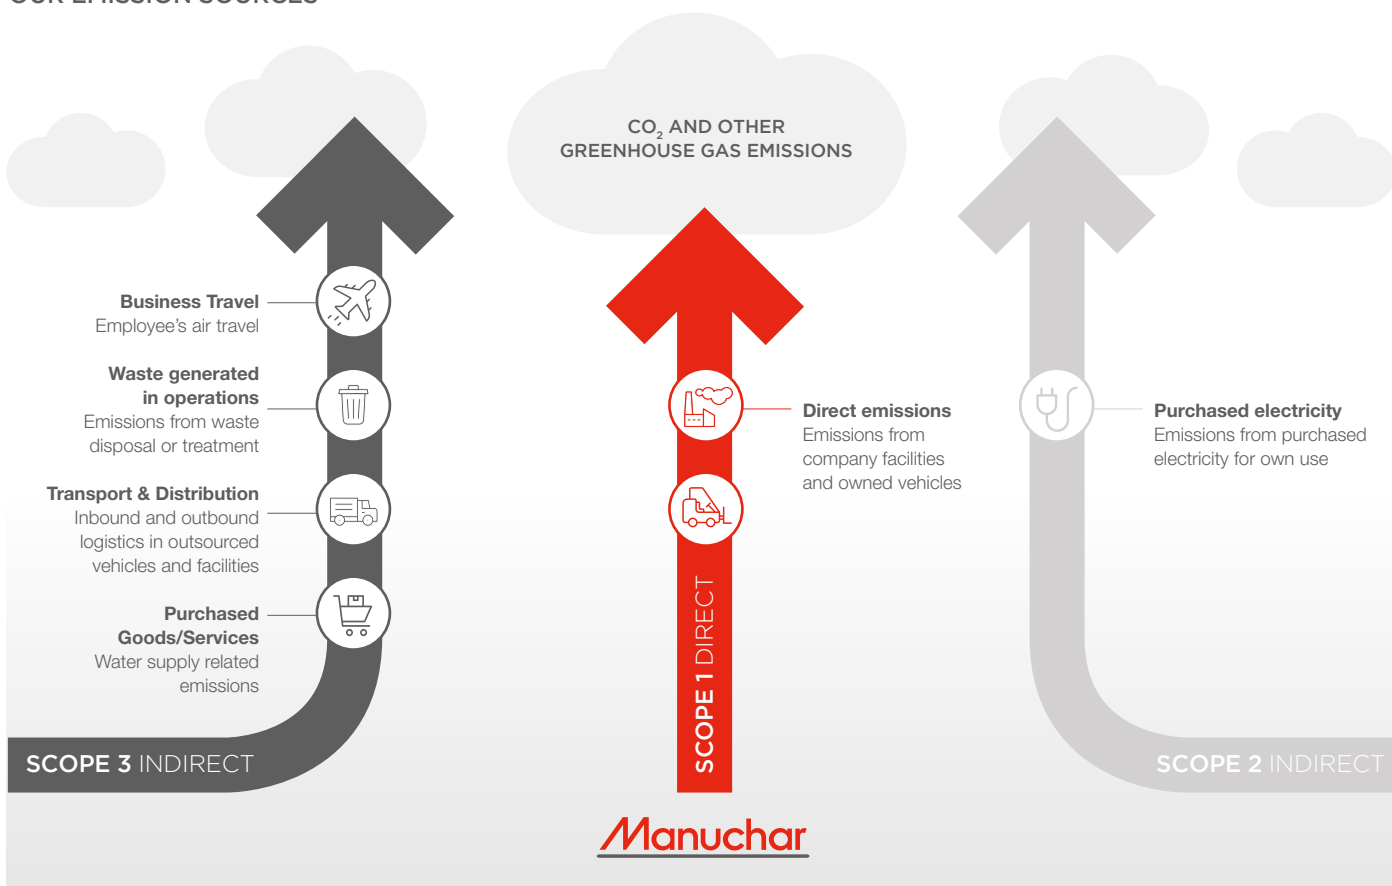 OUR EMISSION SOURCES
CO2 AND OTHER
GREENHOUSE GAS EMISSIONS
Business Travel
Employee's air travel
Waste generated
in operations
Emissions from waste
disposal or treatment
Transport & Distribution
Inbound and outbound
logistics in outsourced
vehicles and facilities
Purchased
Goods/Services
Water supply related
emissions
SCOPE 3 INDIRECT
Direct emissions
Emissions from
company facilities
and owned vehicles
SCOPE 1 DIRECT
Purchased electricity
Emissions from purchased
electricity for own use
SCOPE 2 INDIRECT
Manuchar